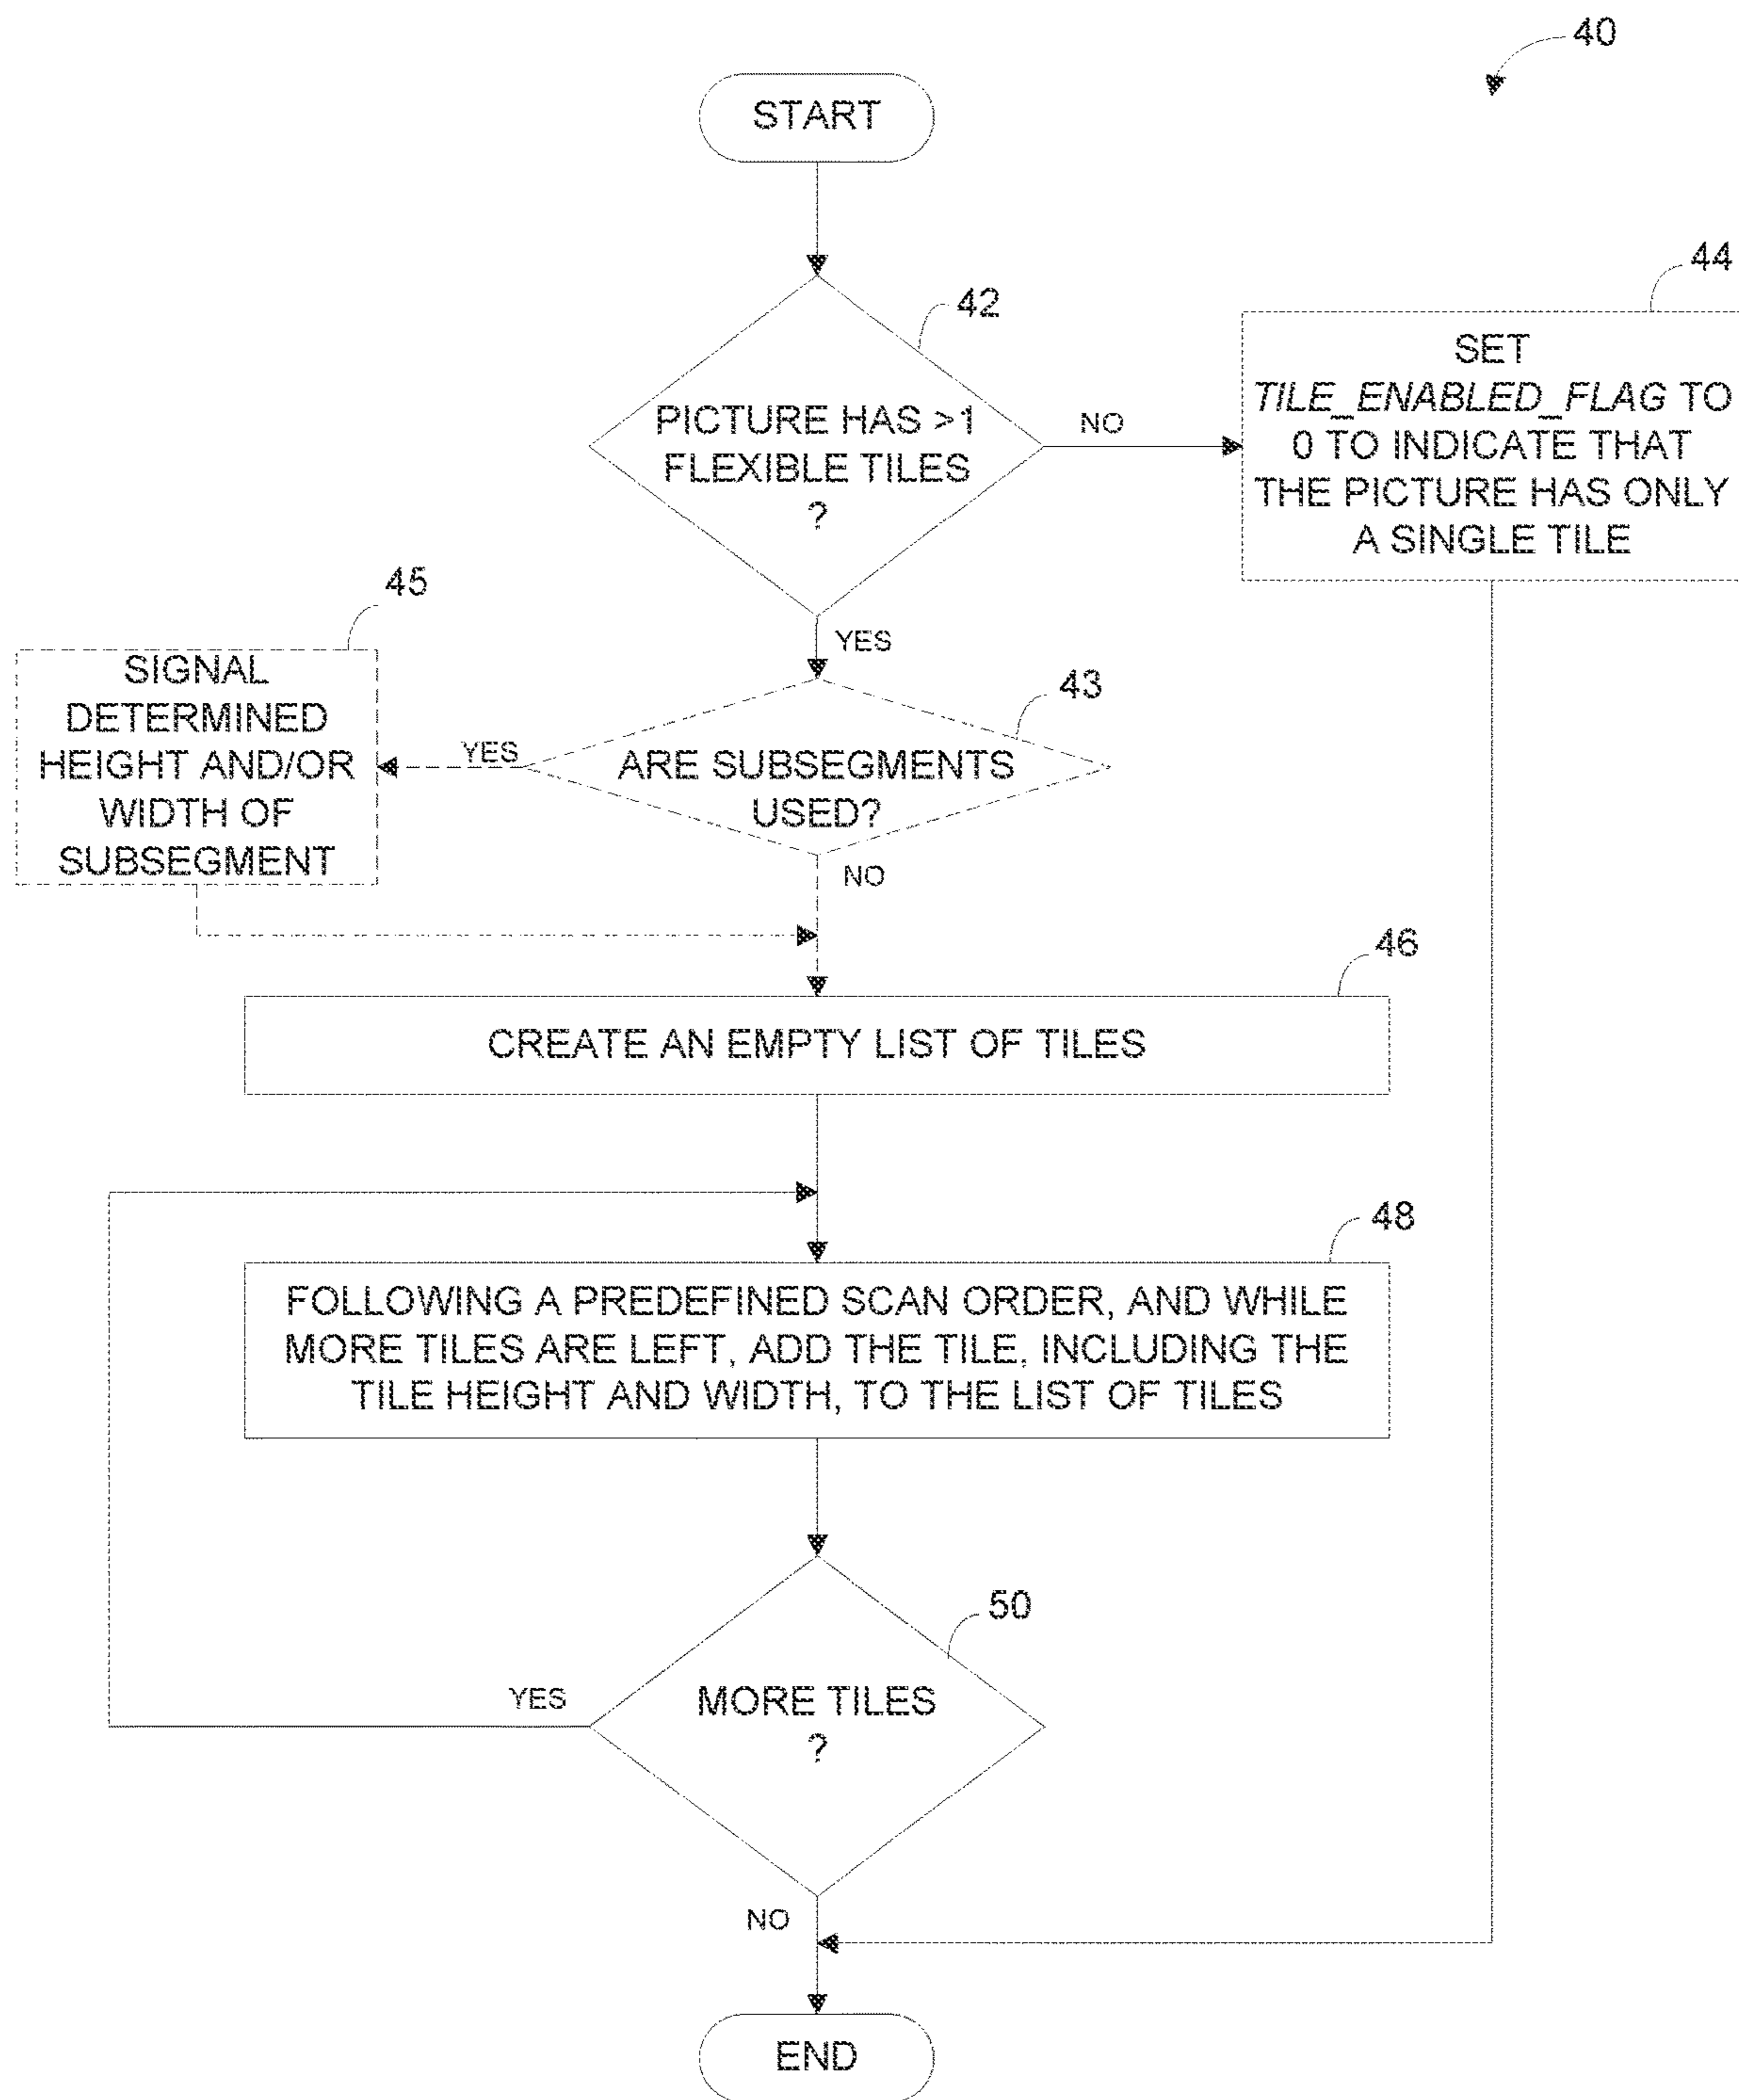 40
START
42
PICTURE HAS >1
FLEXIBLE TILES
?
NO
44
SET
TILE_ENABLED_FLAG TO
0 TO INDICATE THAT
THE PICTURE HAS ONLY
A SINGLE TILE
YES
43
ARE SUBSEGMENTS
USED?
YES
45
SIGNAL
DETERMINED
HEIGHT AND/OR
WIDTH OF
SUBSEGMENT
NO
46
CREATE AN EMPTY LIST OF TILES
48
FOLLOWING A PREDEFINED SCAN ORDER, AND WHILE
MORE TILES ARE LEFT, ADD THE TILE, INCLUDING THE
TILE HEIGHT AND WIDTH, TO THE LIST OF TILES
50
MORE TILES
?
YES
NO
END